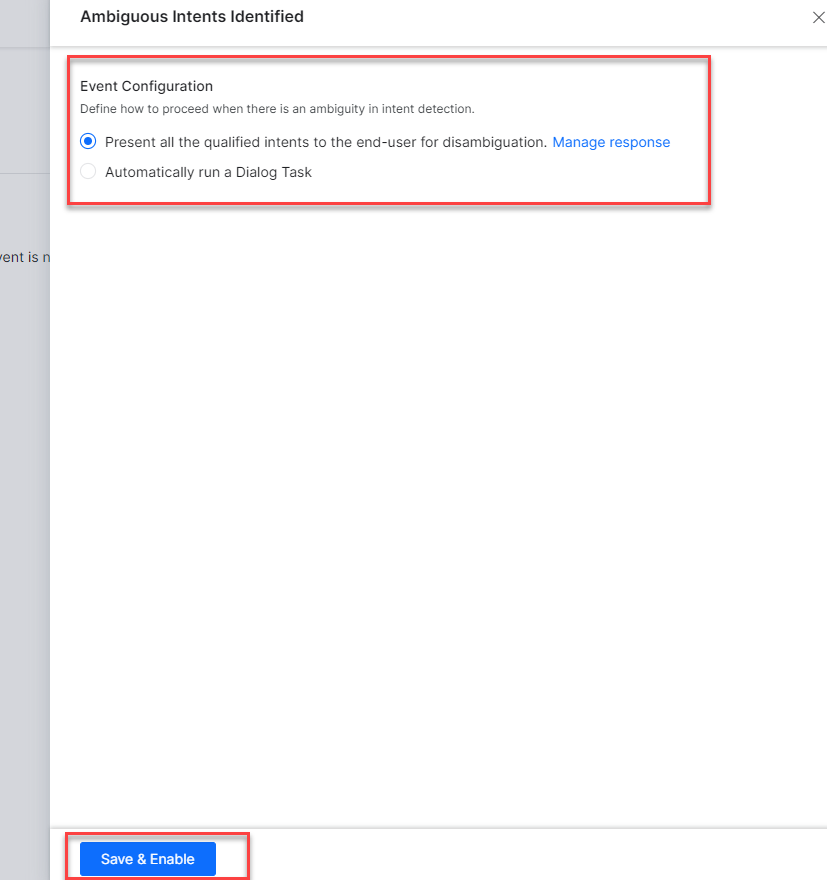 Ambiguous Intents Identified
Event Configuration
Define how to proceed when there is an ambiguity in intent detection.
Present all the qualified intents to the end-user for disambiguation. Manage response
Automatically run a Dialog Task
vent is n
Save & Enable